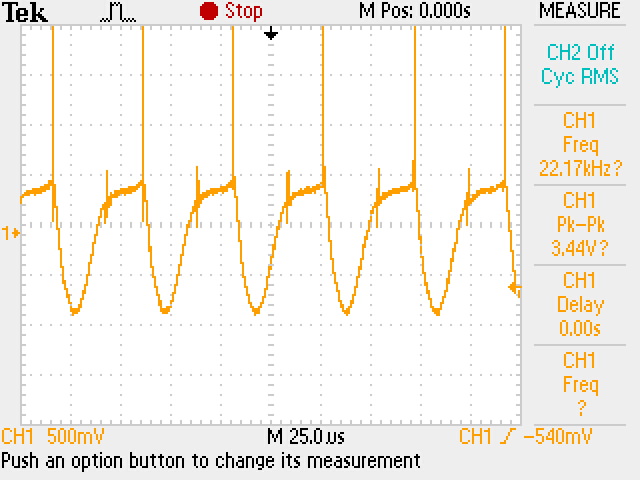 Tek Stop M Pos: 0.000s MEASURE
CH2 Off
Cyc RMS
CH1
Freq
22.17kHz?
CH1
Pk-Pk
3.44V?
CH1
Delay
0.00s
CH1
Freq
?
1
CH1 500mV M 25.0us CH1 -540mV
Push an option button to change its measurement